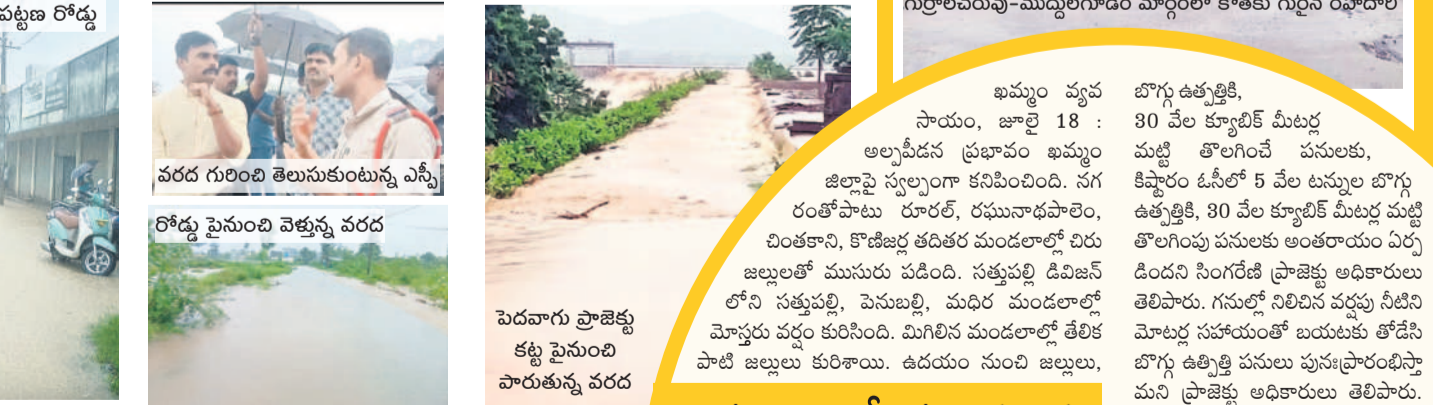 పట్టణ రోడ్డు
వరద గురించి తెలుసుకుంటున్న ఎస్పీ
రోడ్డు పైనుంచి వెళ్తున్న వరద
పెదవాగు ప్రాజెక్టు
కట్ట పైనుంచి
పారుతున్న వరద
గుర్రాలచెరువు-ముద్దులగూడెం మార్గంలో కోతకు గురైన రహదారి
ఖమ్మం వ్యవ
సాయం, జూలై 18 :
అల్పపీడన ప్రభావం ఖమ్మం
జిల్లాపై స్వల్పంగా కనిపించింది. నగ
రంతోపాటు రూరల్, రఘునాథపాలెం,
చింతకాని, కొణిజర్ల తదితర మండలాల్లో చిరు
జల్లులతో ముసురు పడింది. సత్తుపల్లి డివిజన్
లోని సత్తుపల్లి, పెనుబల్లి, మధిర మండలాల్లో
మోస్తరు వర్షం కురిసింది. మిగిలిన మండలాల్లో తేలిక
పాటి జల్లులు కురిశాయి. ఉదయం నుంచి జల్లులు,
బొగ్గు ఉత్పత్తికి,
30 వేల క్యూబిక్ మీటర్ల
మట్టి తొలగించే పనులకు,
కిష్టారం ఓసీలో 5 వేల టన్నుల బొగ్గు
ఉత్పత్తికి, 30 వేల క్యూబిక్ మీటర్ల మట్టి
తొలగింపు పనులకు అంతరాయం ఏర్ప
డిందని సింగరేణి ప్రాజెక్టు అధికారులు
తెలిపారు. గనుల్లో నిలిచిన వర్షపు నీటిని
మోటర్ల సహాయంతో బయటకు తోడేసి
బొగ్గు ఉత్పిత్తి పనులు పునఃప్రారంభిస్తా
మని ప్రాజెక్టు అధికారులు తెలిపారు.